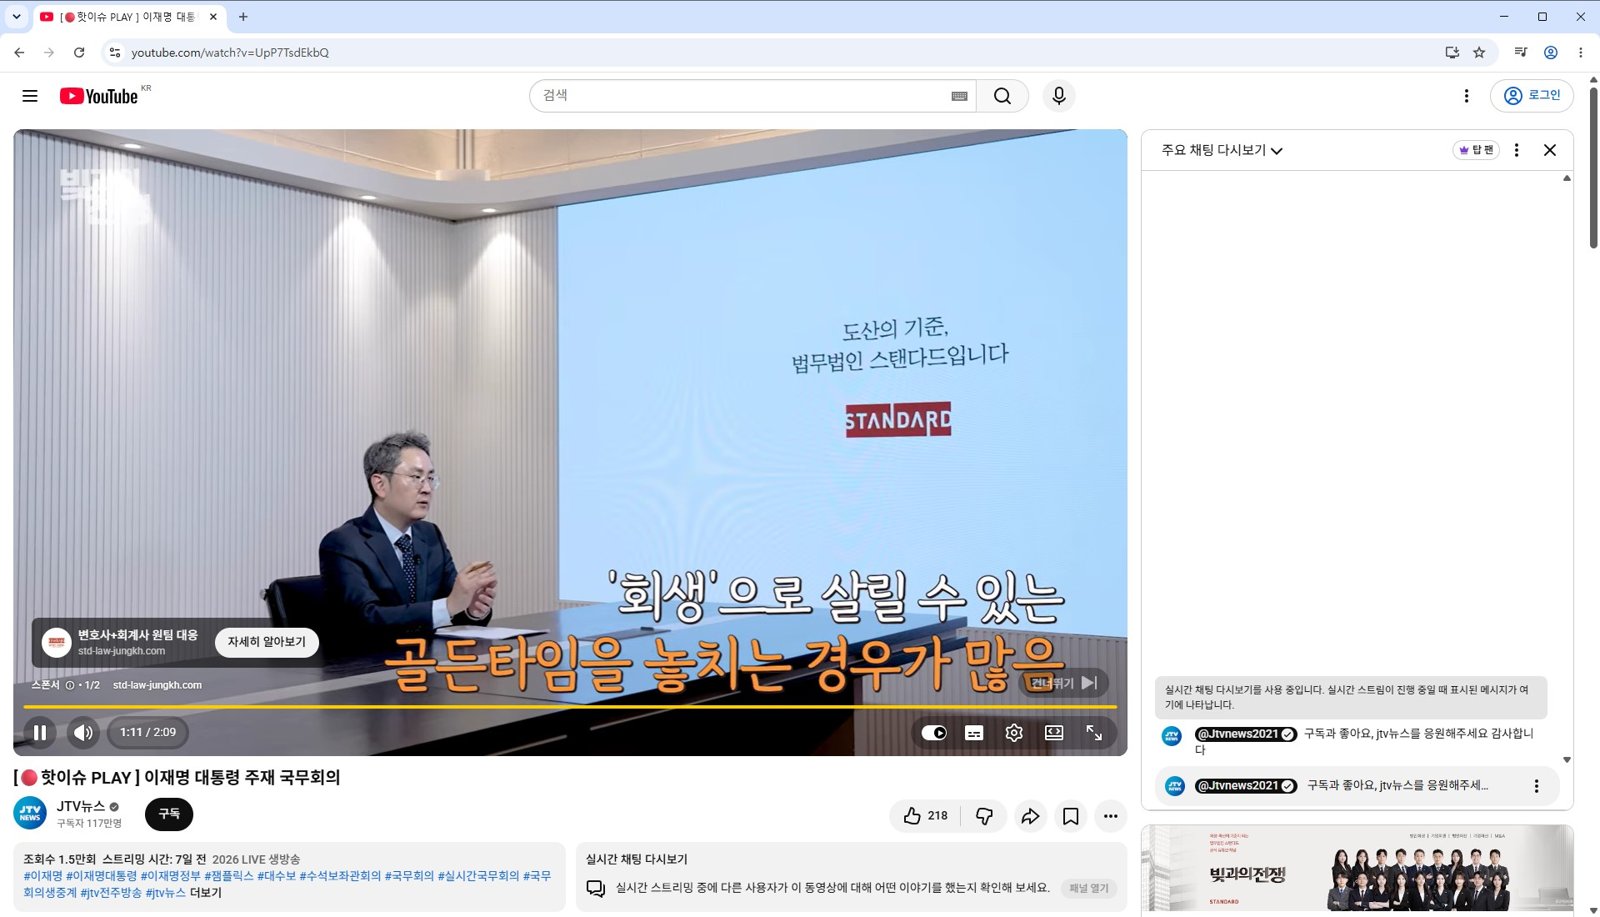 [🔴핫이슈 PLAY ] 이재명 대통
youtube.com/watch?v=UpP7TsdEkbQ
YouTube KR
검색
로그인
빚과의
도산의 기준,
법무법인 스탠다드입니다
STANDARD
'회생'으로 살릴 수 있는
골든타임을 놓치는 경우가 많음
변호사+회계사 원팀 대응
std-law-jungkh.com
자세히 알아보기
스폰서 · 1/2 std-law-jungkh.com
건너뛰기
1:11 / 2:09
[🔴핫이슈 PLAY ] 이재명 대통령 주재 국무회의
JTV NEWS
JTV뉴스
구독자 117만명
구독
218
조회수 1.5만회 스트리밍 시간: 7일 전 2026 LIVE 생방송
#이재명 #이재명대통령 #이재명정부 #잼플릭스 #대수보 #수석보좌관회의 #국무회의 #실시간국무회의 #국무
회의생중계 #jtv전주방송 #jtv뉴스 더보기
실시간 채팅 다시보기
실시간 스트리밍 중에 다른 사용자가 이 동영상에 대해 어떤 이야기를 했는지 확인해 보세요.
패널 열기
주요 채팅 다시보기
탑 팬
실시간 채팅 다시보기를 사용 중입니다. 실시간 스트림이 진행 중일 때 표시된 메시지가 여
기에 나타납니다.
@Jtvnews2021 구독과 좋아요, jtv뉴스를 응원해주세요 감사합니
다
@Jtvnews2021 구독과 좋아요, jtv뉴스를 응원해주세...
빚과의전쟁
STANDARD